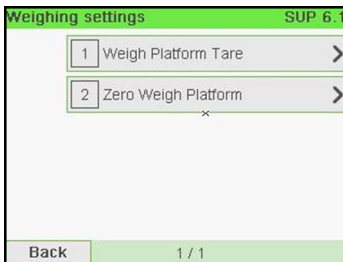 Weighing settings SUP 6.1
1 Weigh Platform Tare
2 Zero Weigh Platform
Back 1 / 1